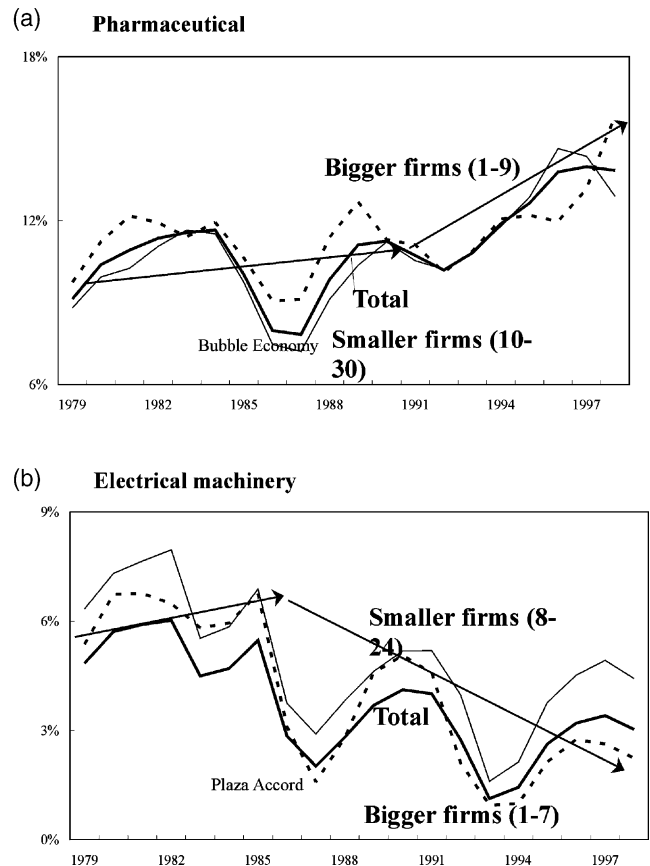 (a)
Pharmaceutical
18%
Bigger firms (1-9)
12%
Total
Bubble Economy
Smaller firms (10-
30)
6%
1979 1982 1985 1988 1991 1994 1997
(b)
Electrical machinery
9%
6%
Smaller firms (8-
24)
Total
3%
Plaza Accord
Bigger firms (1-7)
0%
1979 1982 1985 1988 1991 1994 1997